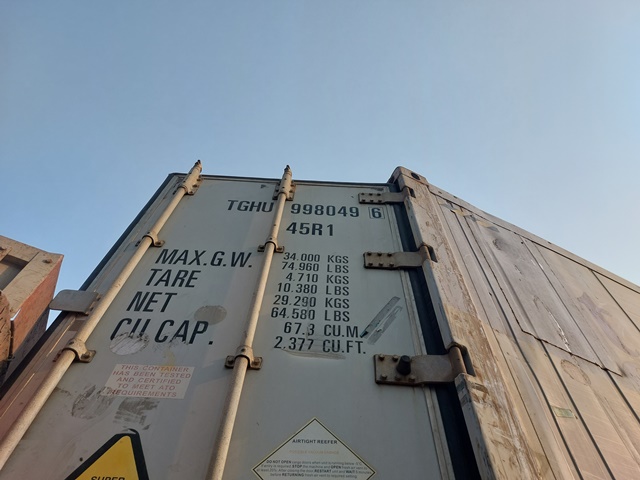 TGHU 998049 6
45R1
MAX.G.W. 34.000 KGS
74.960 LBS
TARE 4.710 KGS
10.380 LBS
NET 29.290 KGS
64.580 LBS
CU.CAP. 67.3 CU.M.
2.377 CU.FT.
THIS CONTAINER
HAS BEEN TESTED
AND CERTIFIED
TO MEET ATO
REQUIREMENTS
AIRTIGHT REEFER
SUPER